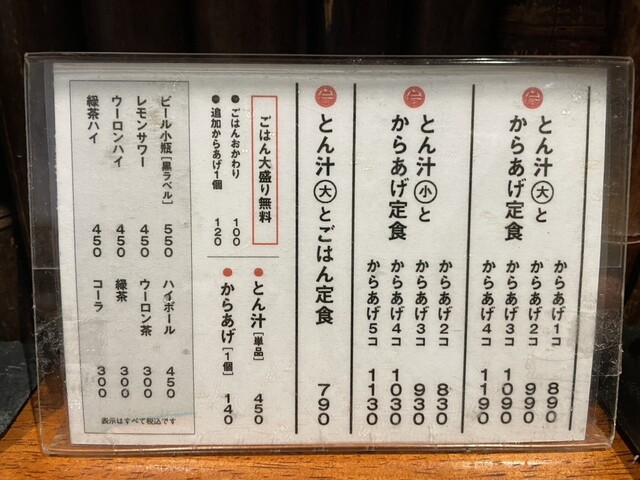 とん汁大と
からあげ定食
からあげ1コ 890
からあげ2コ 990
からあげ3コ 1090
からあげ4コ 1190
とん汁小と
からあげ定食
からあげ2コ 830
からあげ3コ 930
からあげ4コ 1030
からあげ5コ 1130
とん汁大とごはん定食 790
ごはん大盛り無料
●ごはんおかわり 100
●追加からあげ1個 120
●とん汁[単品] 450
●からあげ[1個] 140
ビール小瓶[黒ラベル] 550
レモンサワー 450
ウーロンハイ 450
緑茶ハイ 450
ハイボール 450
ウーロン茶 300
緑茶 300
コーラ 300
表示はすべて税込です